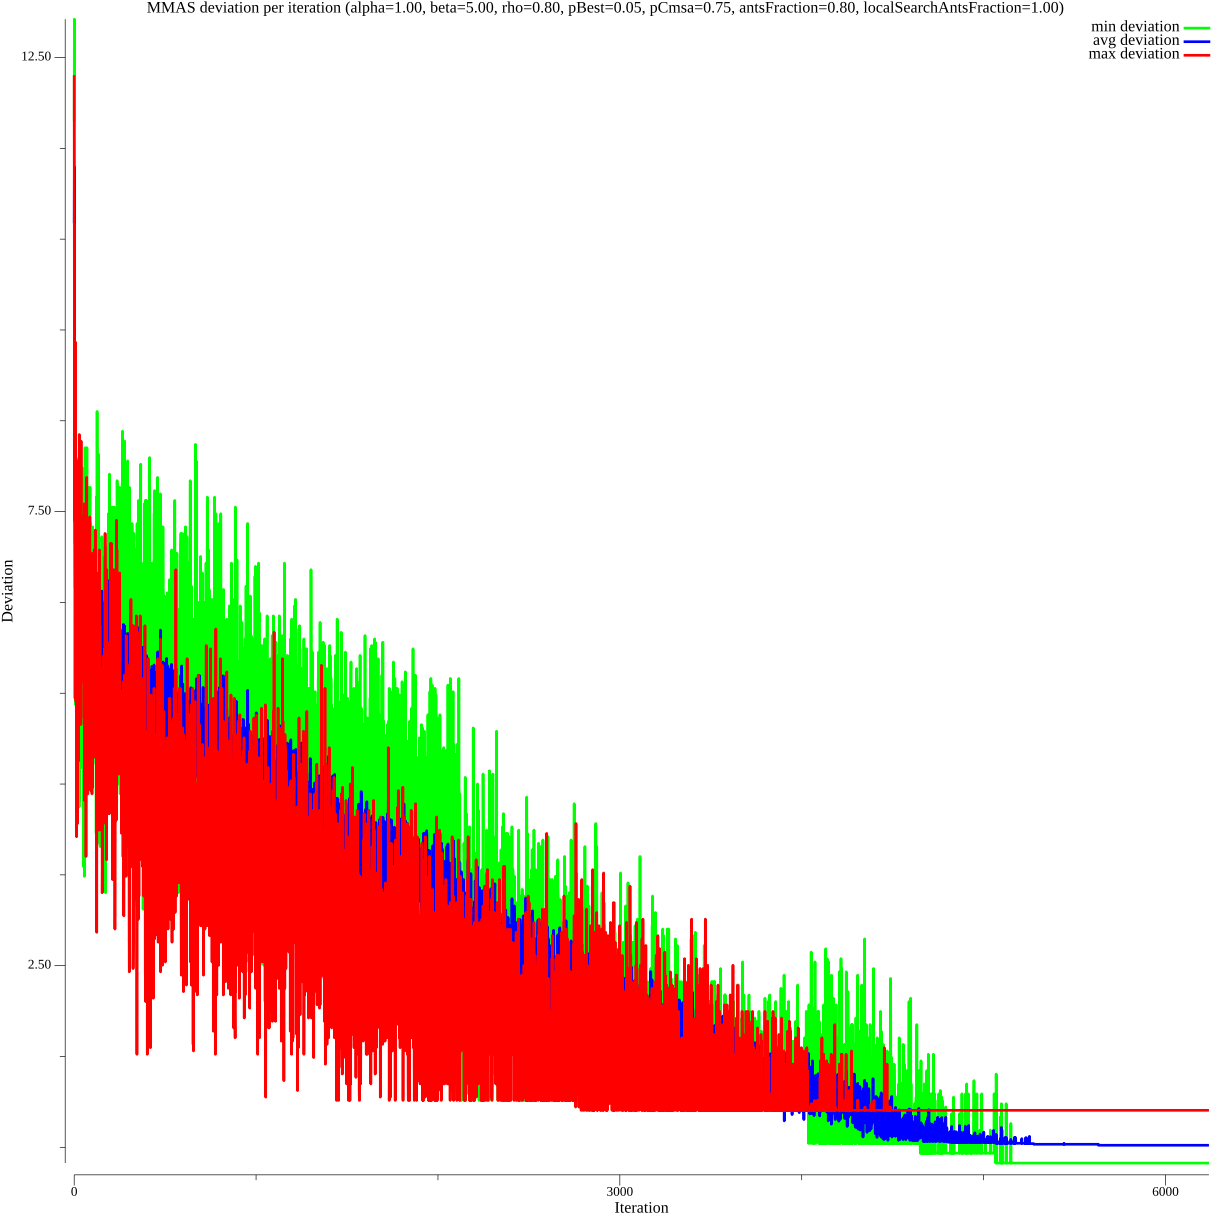 MMAS deviation per iteration (alpha=1.00, beta=5.00, rho=0.80, pBest=0.05, pCmsa=0.75, antsFraction=0.80, localSearchAntsFraction=1.00)
min deviation
avg deviation
max deviation
12.50
7.50
2.50
Deviation
0
3000
6000
Iteration